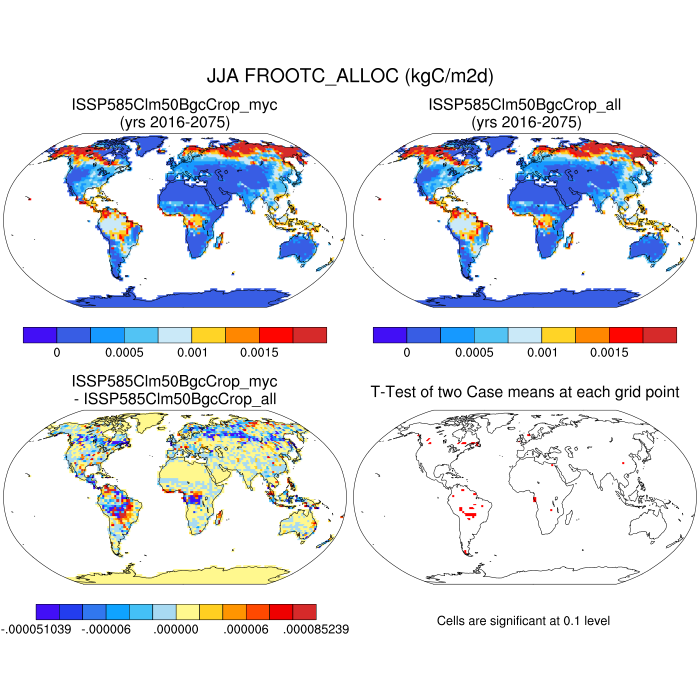 JJA FROOTC_ALLOC (kgC/m2d)
ISSP585Clm50BgcCrop_myc
(yrs 2016-2075)
ISSP585Clm50BgcCrop_all
(yrs 2016-2075)
0 0.0005 0.001 0.0015
0 0.0005 0.001 0.0015
ISSP585Clm50BgcCrop_myc
- ISSP585Clm50BgcCrop_all
T-Test of two Case means at each grid point
-.000051039 -.000006 .000000 .000006 .000085239
Cells are significant at 0.1 level